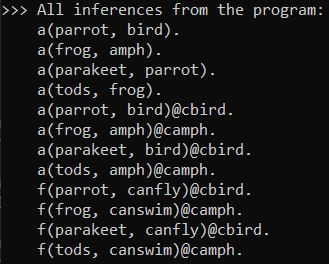 >>> All inferences from the program:
a(parrot, bird).
a(frog, amph).
a(parakeet, parrot).
a(tods, frog).
a(parrot, bird)@cbird.
a(frog, amph)@camph.
a(parakeet, bird)@cbird.
a(tods, amph)@camph.
f(parrot, canfly)@cbird.
f(frog, canswim)@camph.
f(parakeet, canfly)@cbird.
f(tods, canswim)@camph.